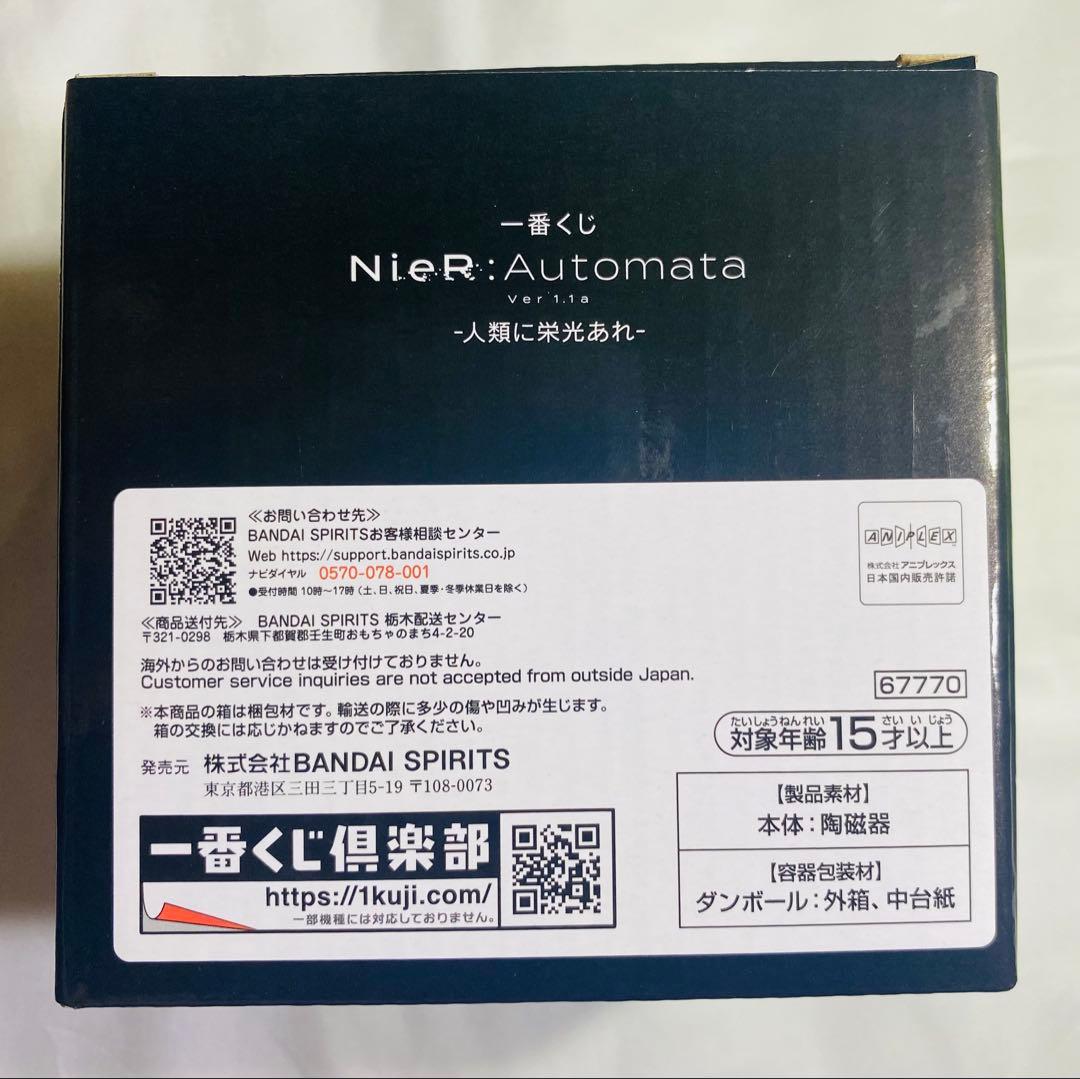 一番くじ
NieR:Automata
Ver1.1a
-人類に栄光あれ-
≪お問い合わせ先≫
BANDAI SPIRITSお客様相談センター
Web https://support.bandaispirits.co.jp
ナビダイヤル 0570-078-001
●受付時間 10時〜17時(土、日、祝日、夏季・冬季休業日を除く)
≪商品送付先≫ BANDAI SPIRITS 栃木配送センター
〒321-0298 栃木県下都賀郡壬生町おもちゃのまち4-2-20
海外からのお問い合わせは受け付けておりません。
Customer service inquiries are not accepted from outside Japan.
※本商品の箱は梱包材です。輸送の際に多少の傷や凹みが生じます。
箱の交換には応じかねますのでご了承ください。
発売元 株式会社BANDAI SPIRITS
東京都港区三田三丁目5-19 〒108-0073
一番くじ倶楽部
https://1kuji.com/
一部機種には対応しておりません。
ANIPLEX
株式会社 アニプレックス
日本国内販売許諾
67770
たいしょうねんれい さい いじょう
対象年齢15才以上
【製品素材】
本体:陶磁器
【容器包装材】
ダンボール:外箱、中台紙